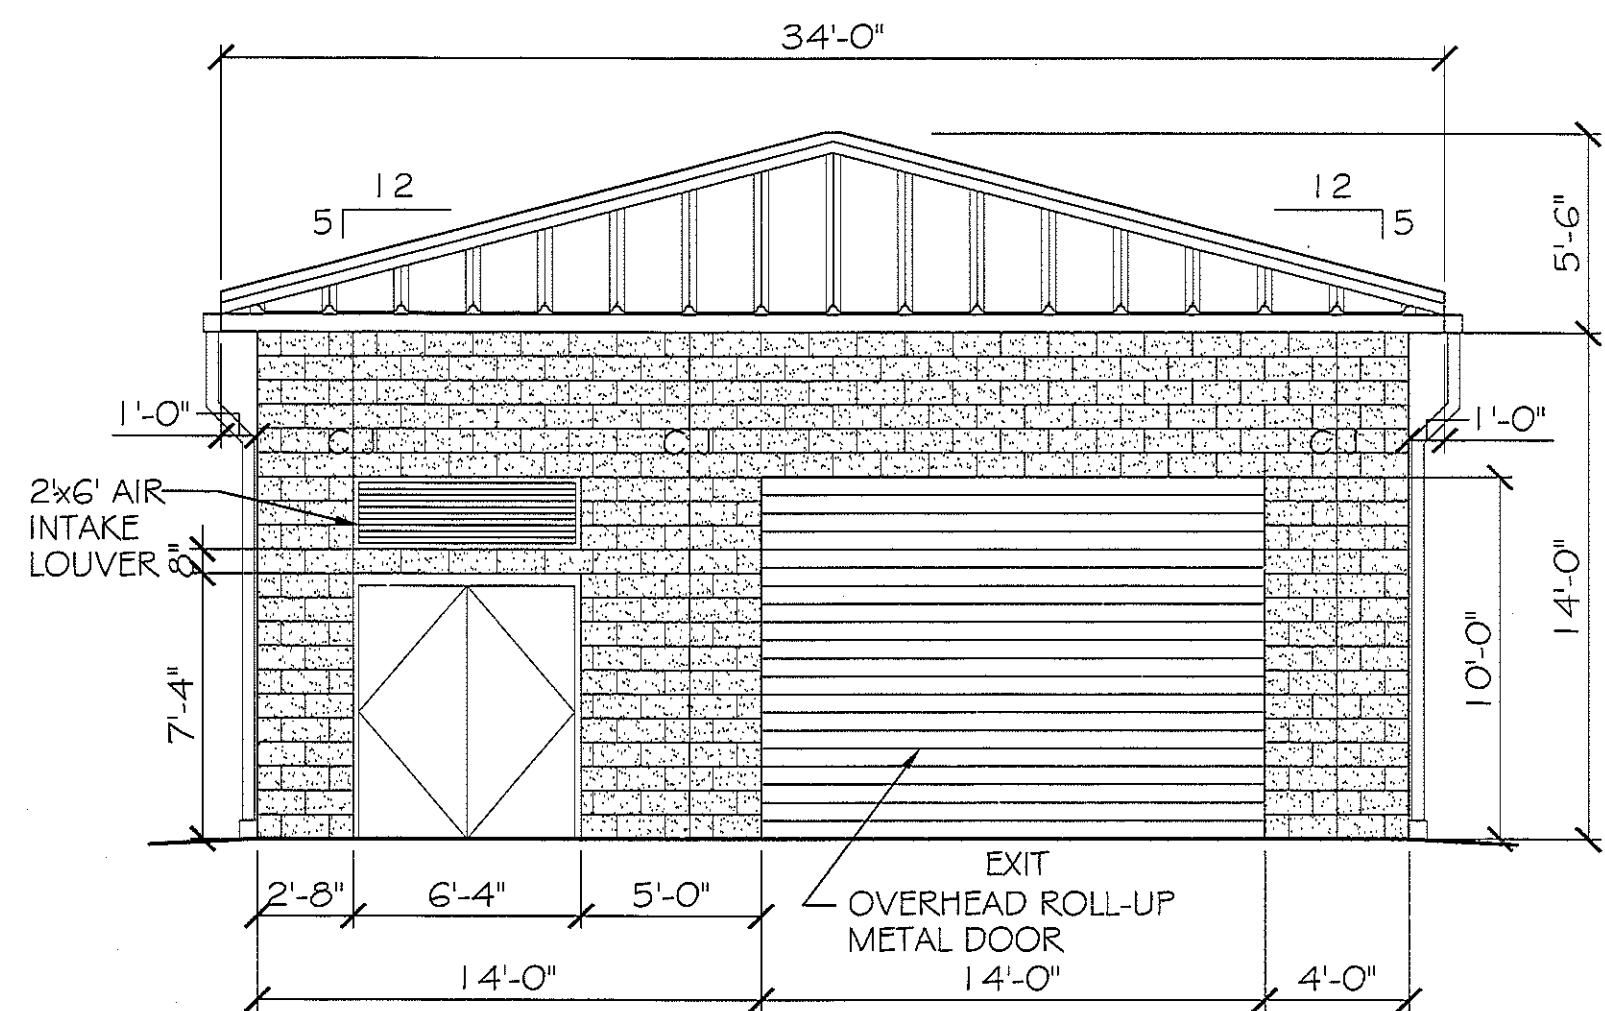 34'-0"
12
5
12
5
5'-6"
1'-0"
1'-0"
CJ
CJ
CJ
2'x6' AIR
INTAKE
LOUVER
8"
7'-4"
10'-0"
14'-0"
EXIT
OVERHEAD ROLL-UP
METAL DOOR
2'-8"
6'-4"
5'-0"
14'-0"
14'-0"
4'-0"